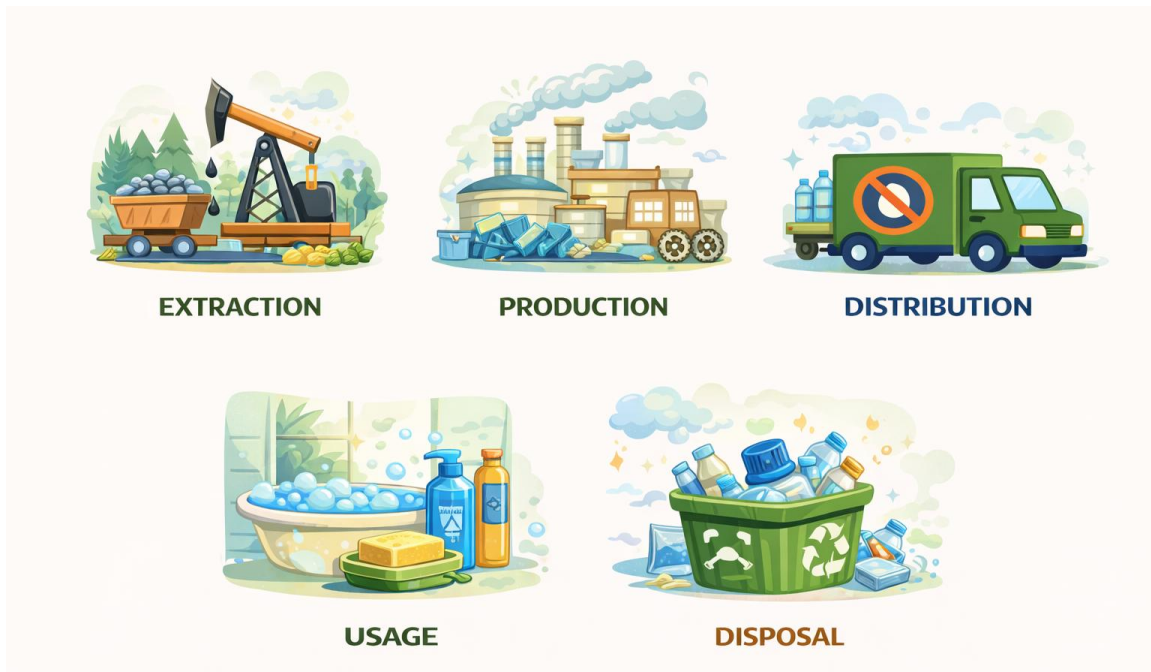 EXTRACTION
PRODUCTION
DISTRIBUTION
USAGE
DISPOSAL